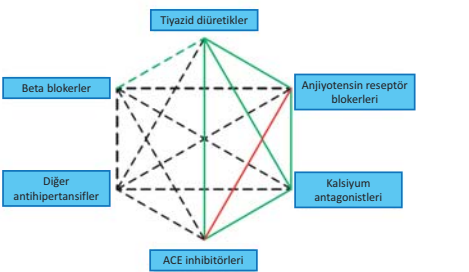 Tiyazid diüretikler
Beta blokerler
Anjiyotensin reseptör
blokerleri
Diğer
antihipertansifler
Kalsiyum
antagonistleri
ACE inhibitörleri